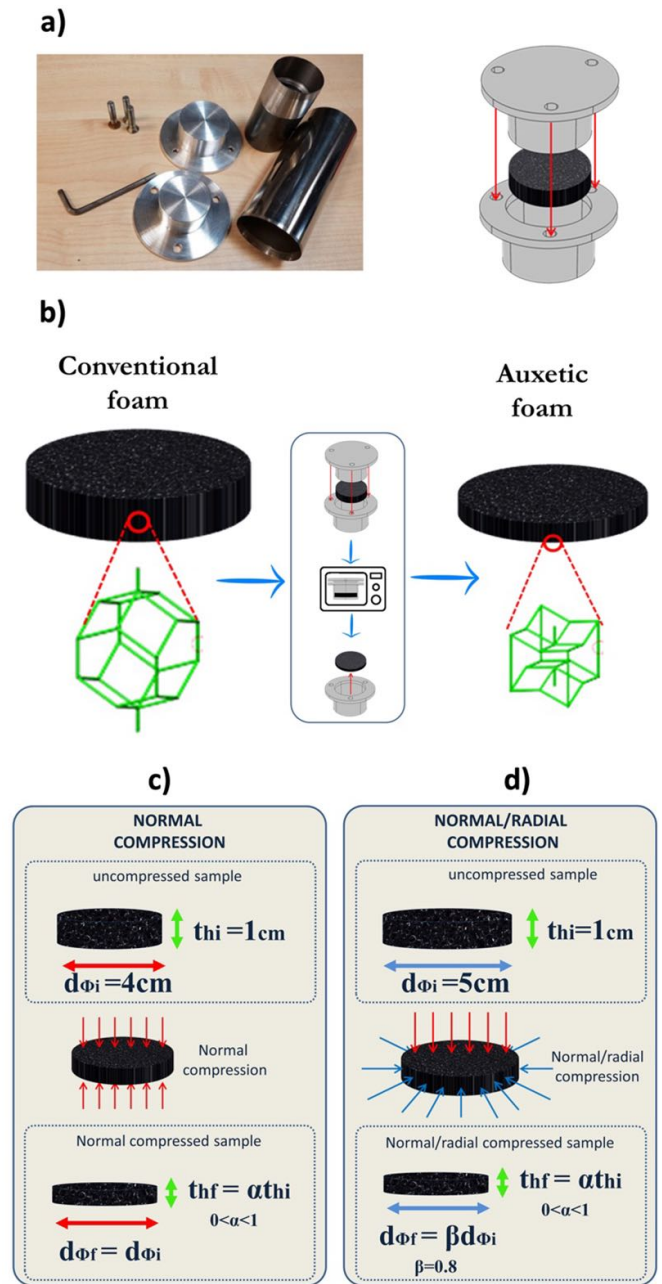 a)
b)
Conventional
foam
Auxetic
foam
c)
d)
NORMAL
COMPRESSION
uncompressed sample
thi =1cm
dΦi =4cm
Normal
compression
Normal compressed sample
thf = αthi
0<α<1
dΦf = dΦi
NORMAL/RADIAL
COMPRESSION
uncompressed sample
thi=1cm
dΦi =5cm
Normal/radial
compression
Normal/radial compressed sample
thf = αthi
0<α<1
dΦf = βdΦi
β=0.8